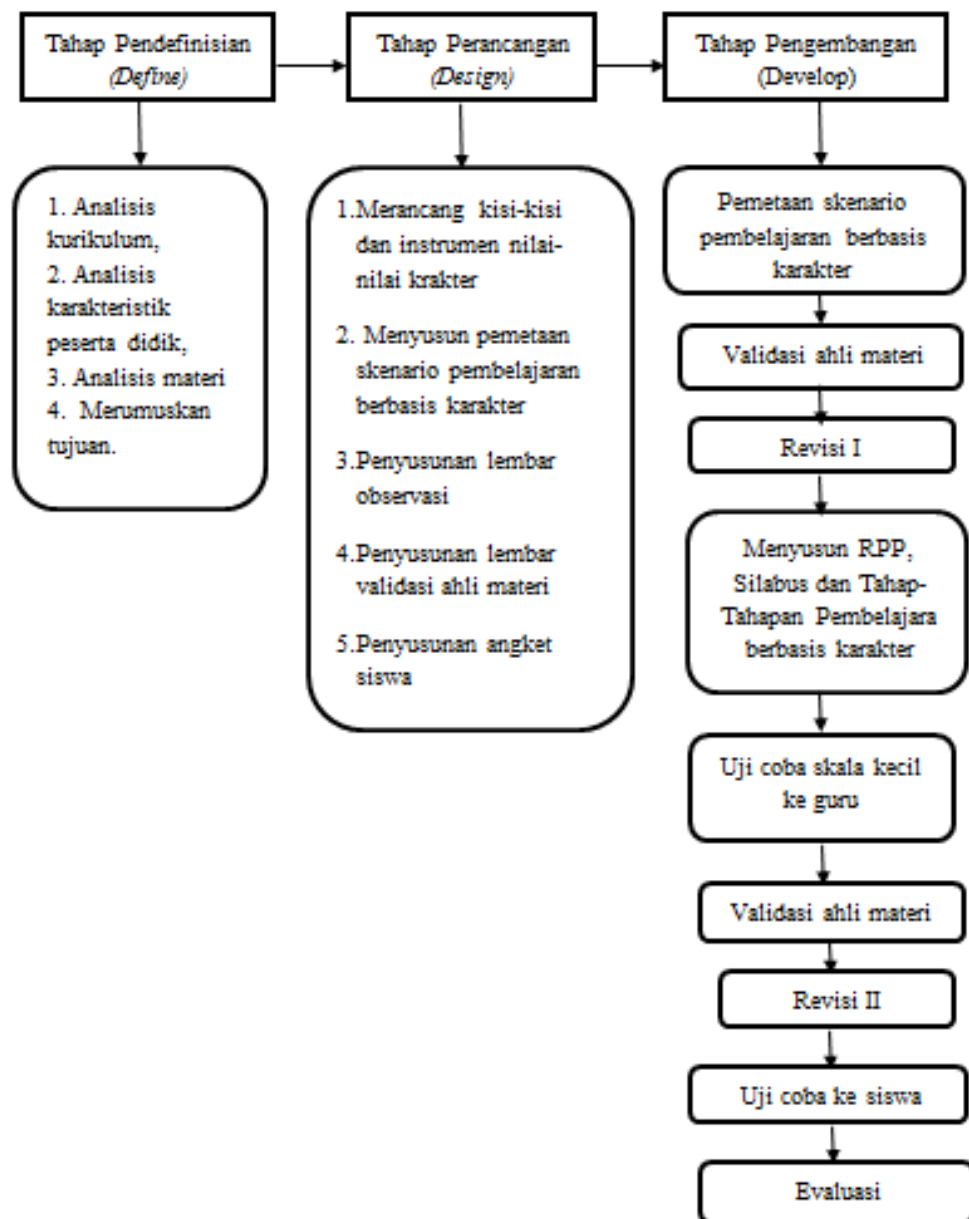 Tahap Pendefinisian
(Define)
Tahap Perancangan
(Design)
Tahap Pengembangan
(Develop)
1. Analisis
kurikulum,
2. Analisis
karakteristik
peserta didik,
3. Analisis materi
4. Merumuskan
tujuan.
1.Merancang kisi-kisi
dan instrumen nilai-
nilai krakter
2. Menyusun pemetaan
skenario pembelajaran
berbasis karakter
3.Penyusunan lembar
observasi
4.Penyusunan lembar
validasi ahli materi
5.Penyusunan angket
siswa
Pemetaan skenario
pembelajaran berbasis
karakter
Validasi ahli materi
Revisi I
Menyusun RPP,
Silabus dan Tahap-
Tahapan Pembelajara
berbasis karakter
Uji coba skala kecil
ke guru
Validasi ahli materi
Revisi II
Uji coba ke siswa
Evaluasi